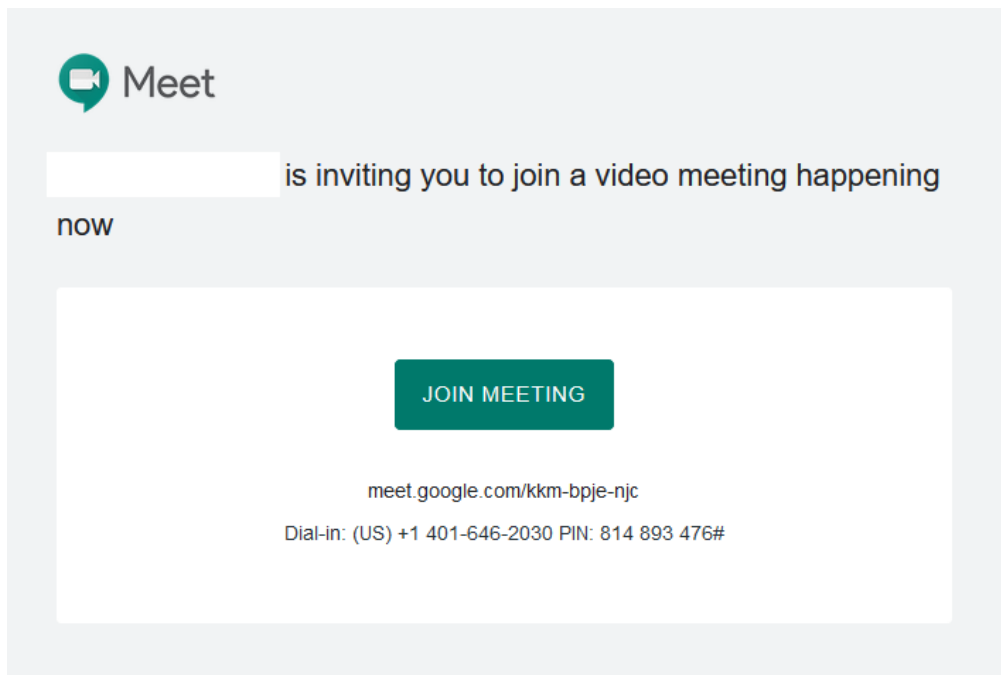 Meet
is inviting you to join a video meeting happening
now
JOIN MEETING
meet.google.com/kkm-bpje-njc
Dial-in: (US) +1 401-646-2030 PIN: 814 893 476#